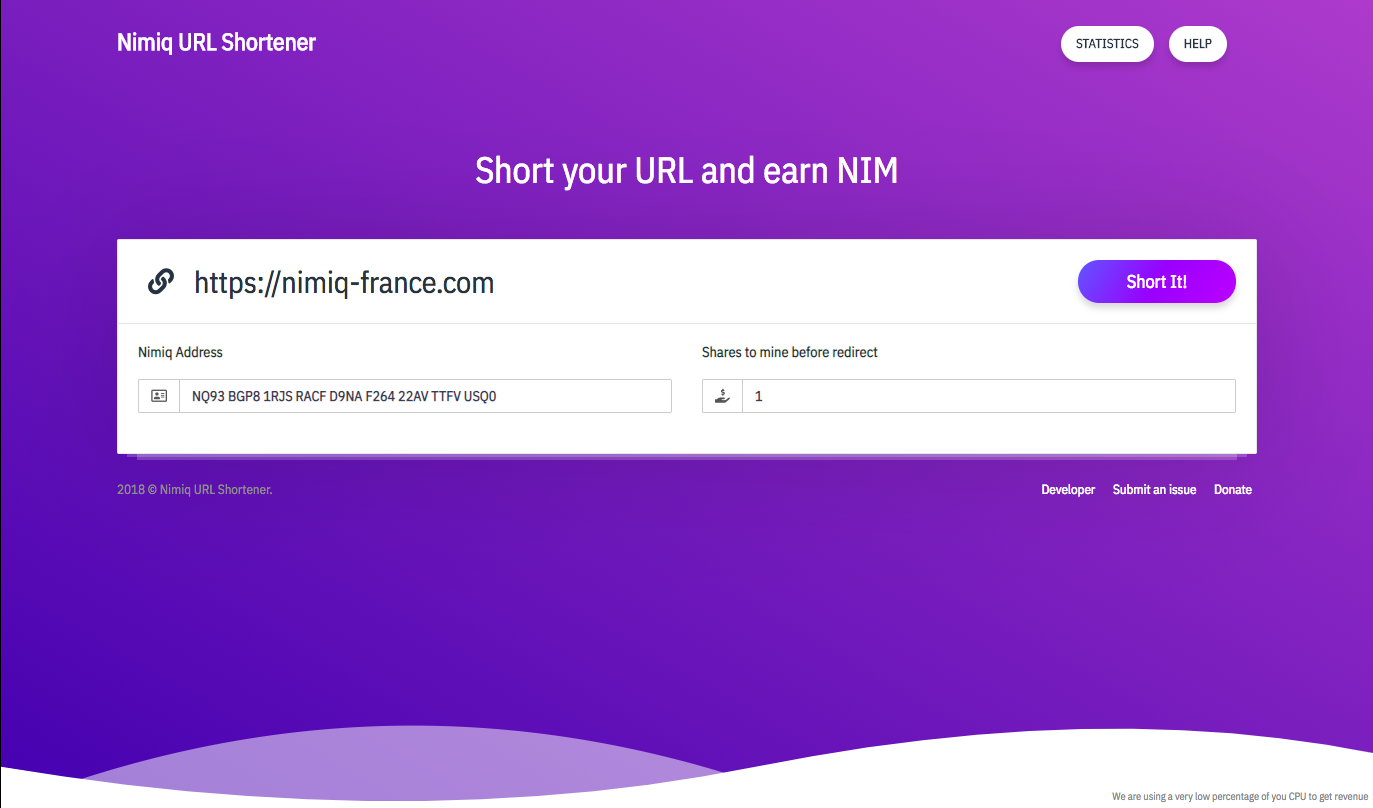 Nimiq URL Shortener
STATISTICS
HELP
Short your URL and earn NIM
https://nimiq-france.com
Short It!
Nimiq Address
Shares to mine before redirect
NQ93 BGP8 1RJS RACF D9NA F264 22AV TTFV USQ0
1
2018 © Nimiq URL Shortener.
Developer
Submit an issue
Donate
We are using a very low percentage of you CPU to get revenue